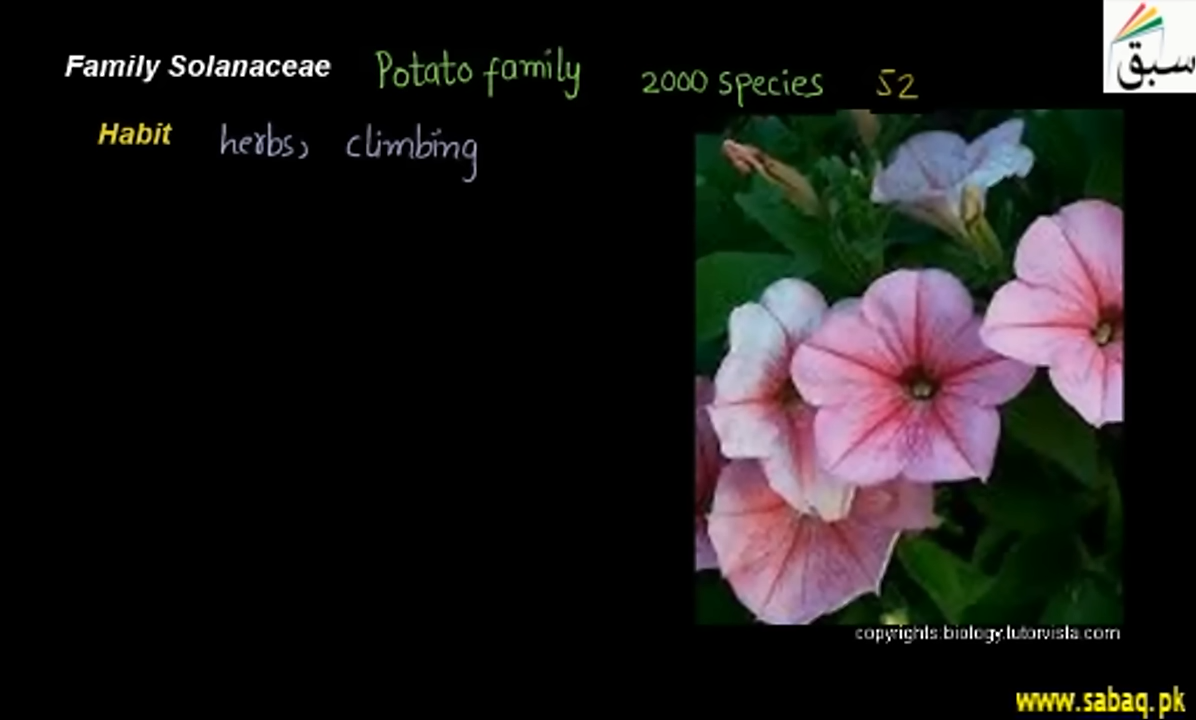 سبق
Family Solanaceae Potato family 2000 species 52
Habit herbs, climbing
copyrights:biology.tutorvista.com
www.sabaq.pk